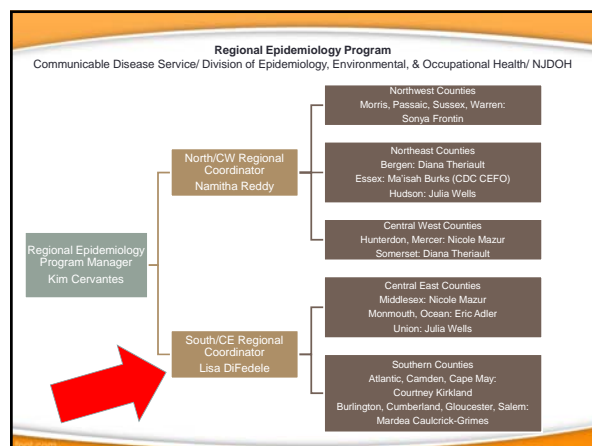 Regional Epidemiology Program
Communicable Disease Service/ Division of Epidemiology, Environmental, & Occupational Health/ NJDOH
Regional Epidemiology
Program Manager
Kim Cervantes
North/CW Regional
Coordinator
Namitha Reddy
Northwest Counties
Morris, Passaic, Sussex, Warren:
Sonya Frontin
Northeast Counties
Bergen: Diana Theriault
Essex: Ma'isah Burks (CDC CEFO)
Hudson: Julia Wells
Central West Counties
Hunterdon, Mercer: Nicole Mazur
Somerset: Diana Theriault
South/CE Regional
Coordinator
Lisa DiFedele
Central East Counties
Middlesex: Nicole Mazur
Monmouth, Ocean: Eric Adler
Union: Julia Wells
Southern Counties
Atlantic, Camden, Cape May:
Courtney Kirkland
Burlington, Cumberland, Gloucester, Salem:
Mardea Caulcrick-Grimes